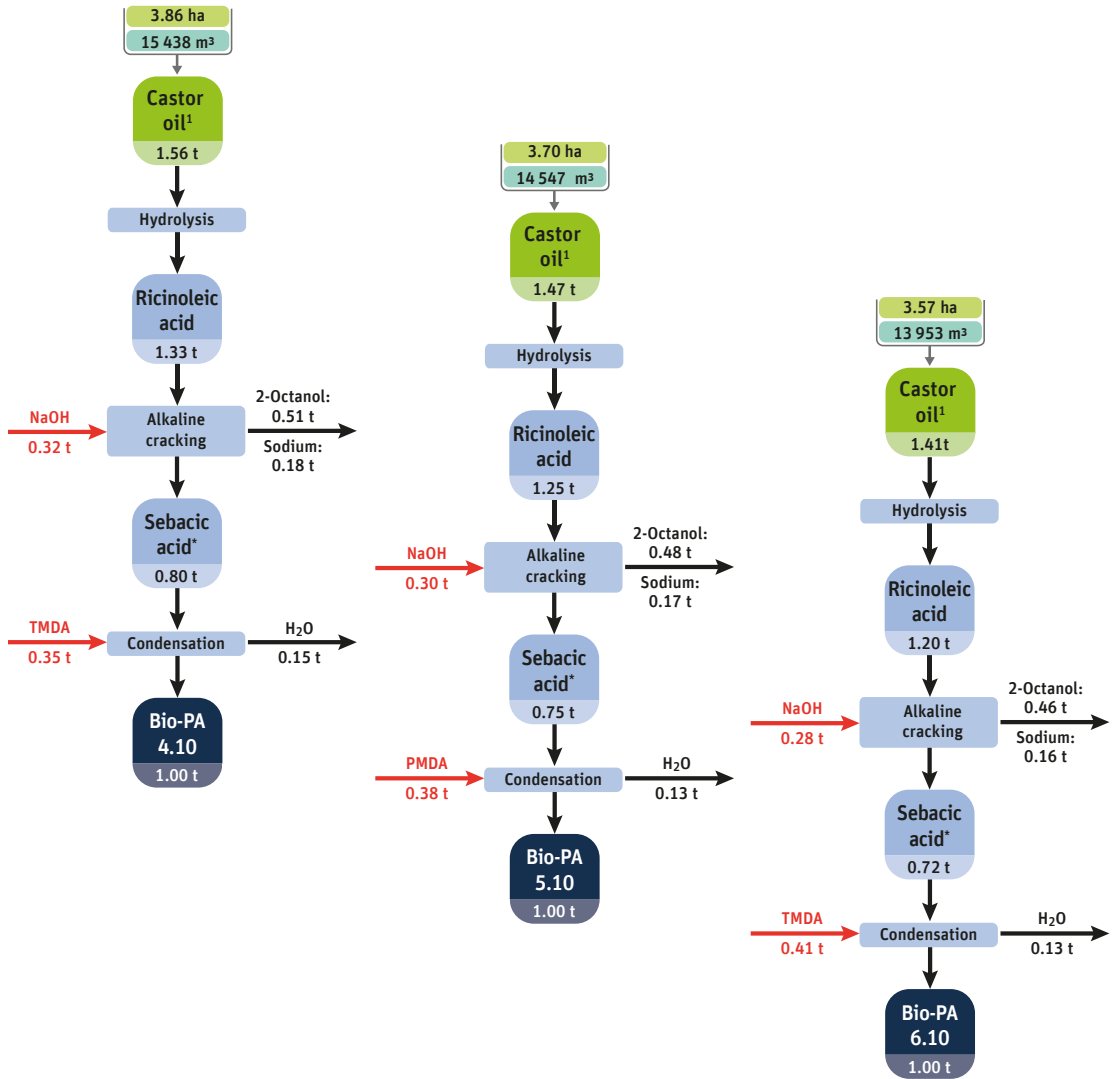 3.86 ha
15 438 m³
Castor
oil¹
1.56 t
Hydrolysis
Ricinoleic
acid
1.33 t
NaOH
0.32 t
Alkaline
cracking
2-Octanol:
0.51 t
Sodium:
0.18 t
Sebacic
acid*
0.80 t
TMDA
0.35 t
Condensation
H₂O
0.15 t
Bio-PA
4.10
1.00 t
3.70 ha
14 547 m³
Castor
oil¹
1.47 t
Hydrolysis
Ricinoleic
acid
1.25 t
NaOH
0.30 t
Alkaline
cracking
2-Octanol:
0.48 t
Sodium:
0.17 t
Sebacic
acid*
0.75 t
PMDA
0.38 t
Condensation
H₂O
0.13 t
Bio-PA
5.10
1.00 t
3.57 ha
13 953 m³
Castor
oil¹
1.41t
Hydrolysis
Ricinoleic
acid
1.20 t
NaOH
0.28 t
Alkaline
cracking
2-Octanol:
0.46 t
Sodium:
0.16 t
Sebacic
acid*
0.72 t
TMDA
0.41 t
Condensation
H₂O
0.13 t
Bio-PA
6.10
1.00 t